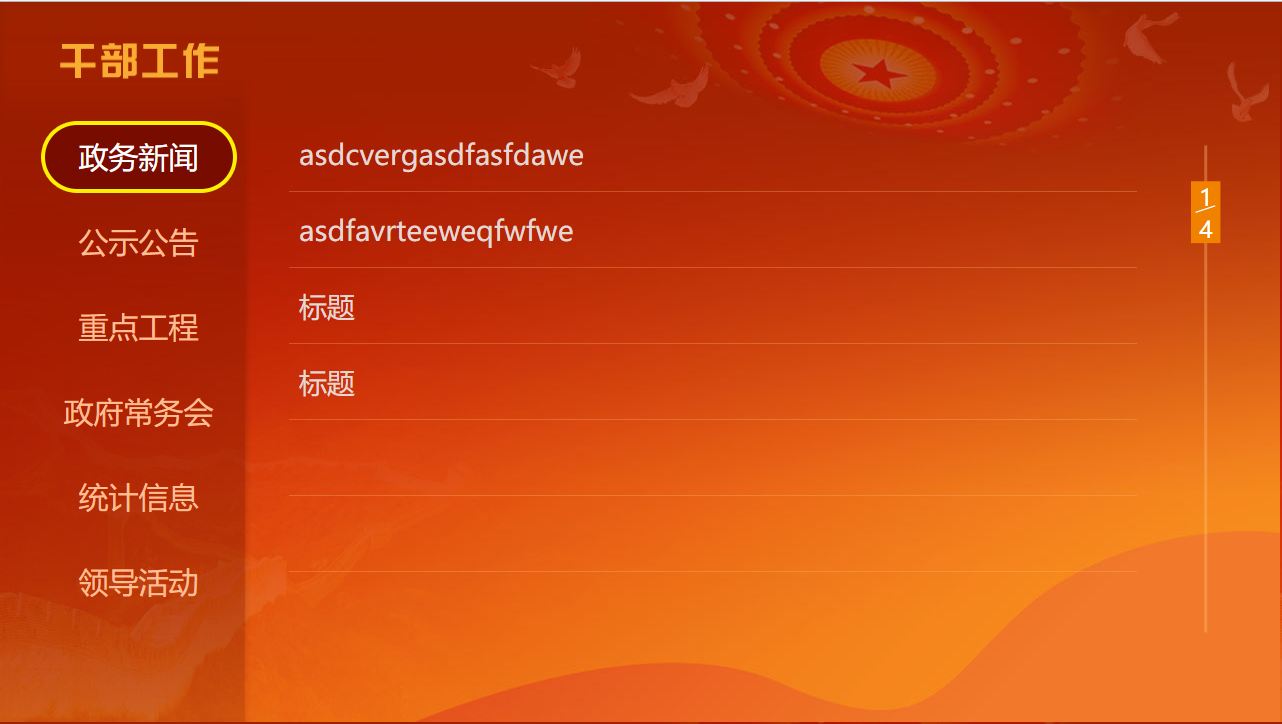 干部工作
政务新闻
公示公告
重点工程
政府常务会
统计信息
领导活动
asdcvergasdfasfdawe
asdfavrteeweqfwfwe
标题
标题
1
4